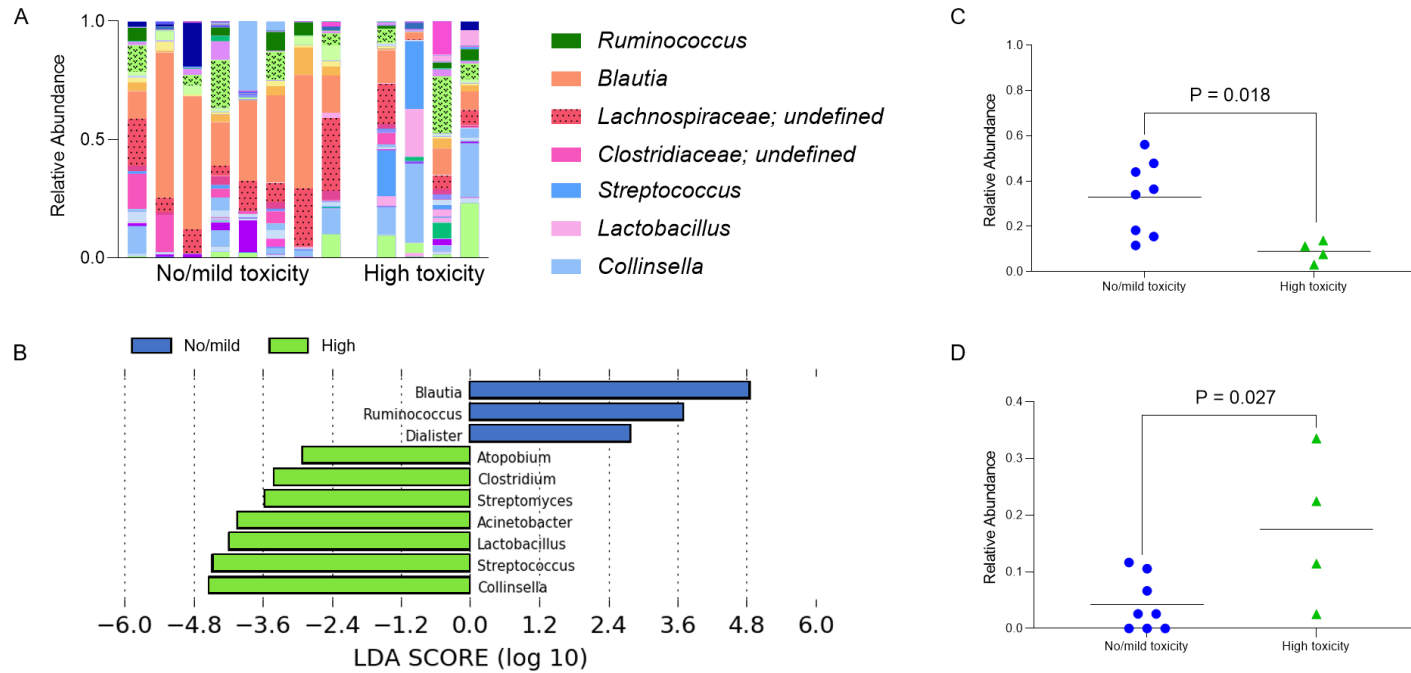 A
Relative Abundance
1.0
0.5
0.0
No/mild toxicity
High toxicity
Ruminococcus
Blautia
Lachnospiraceae; undefined
Clostridiaceae; undefined
Streptococcus
Lactobacillus
Collinsella
B
No/mild
High
Blautia
Ruminococcus
Dialister
Atopobium
Clostridium
Streptomyces
Acinetobacter
Lactobacillus
Streptococcus
Collinsella
−6.0 −4.8 −3.6 −2.4 −1.2 0.0 1.2 2.4 3.6 4.8 6.0
LDA SCORE (log 10)
C
Relative Abundance
1.0
0.8
0.6
0.4
0.2
0.0
P = 0.018
No/mild toxicity
High toxicity
D
Relative Abundance
0.4
0.3
0.2
0.1
0.0
P = 0.027
No/mild toxicity
High toxicity